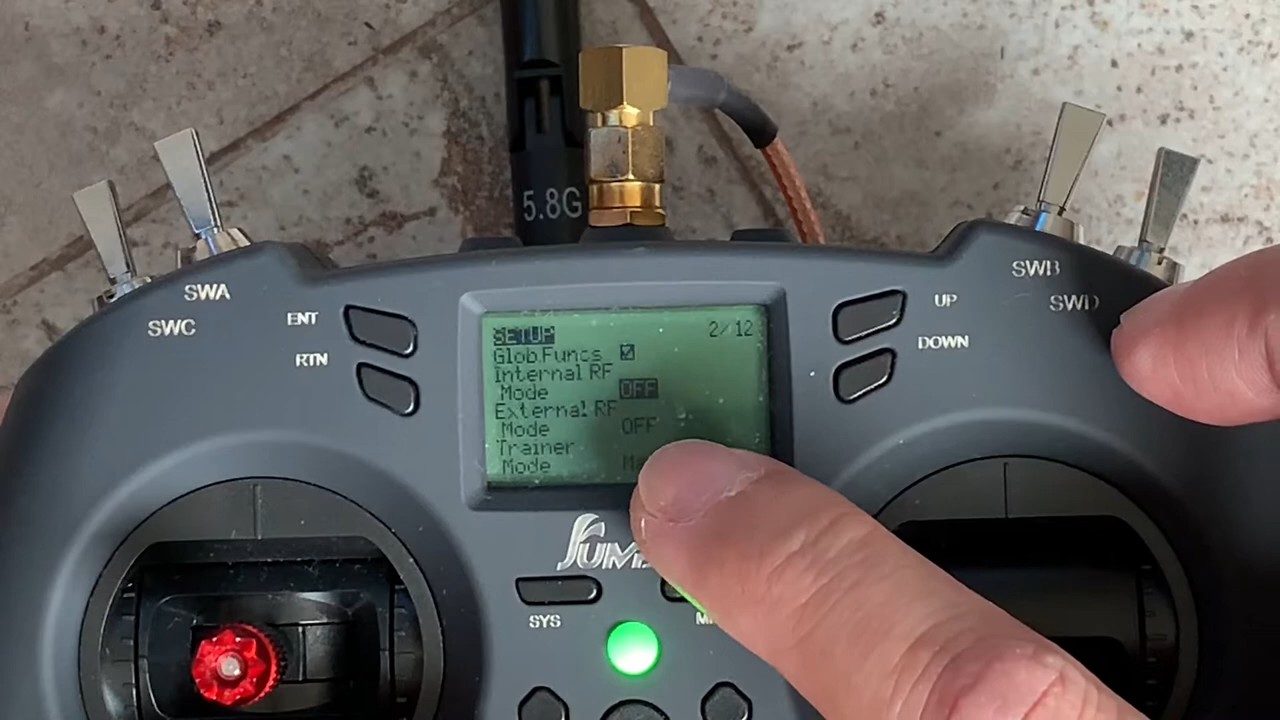 5.8G
SWA
SWC
ENT
RTN
SWB
SWD
UP
DOWN
SETUP 2/12
Glob.Funcs
Internal RF
Mode OFF
External RF
Mode OFF
Trainer
Mode
SYS